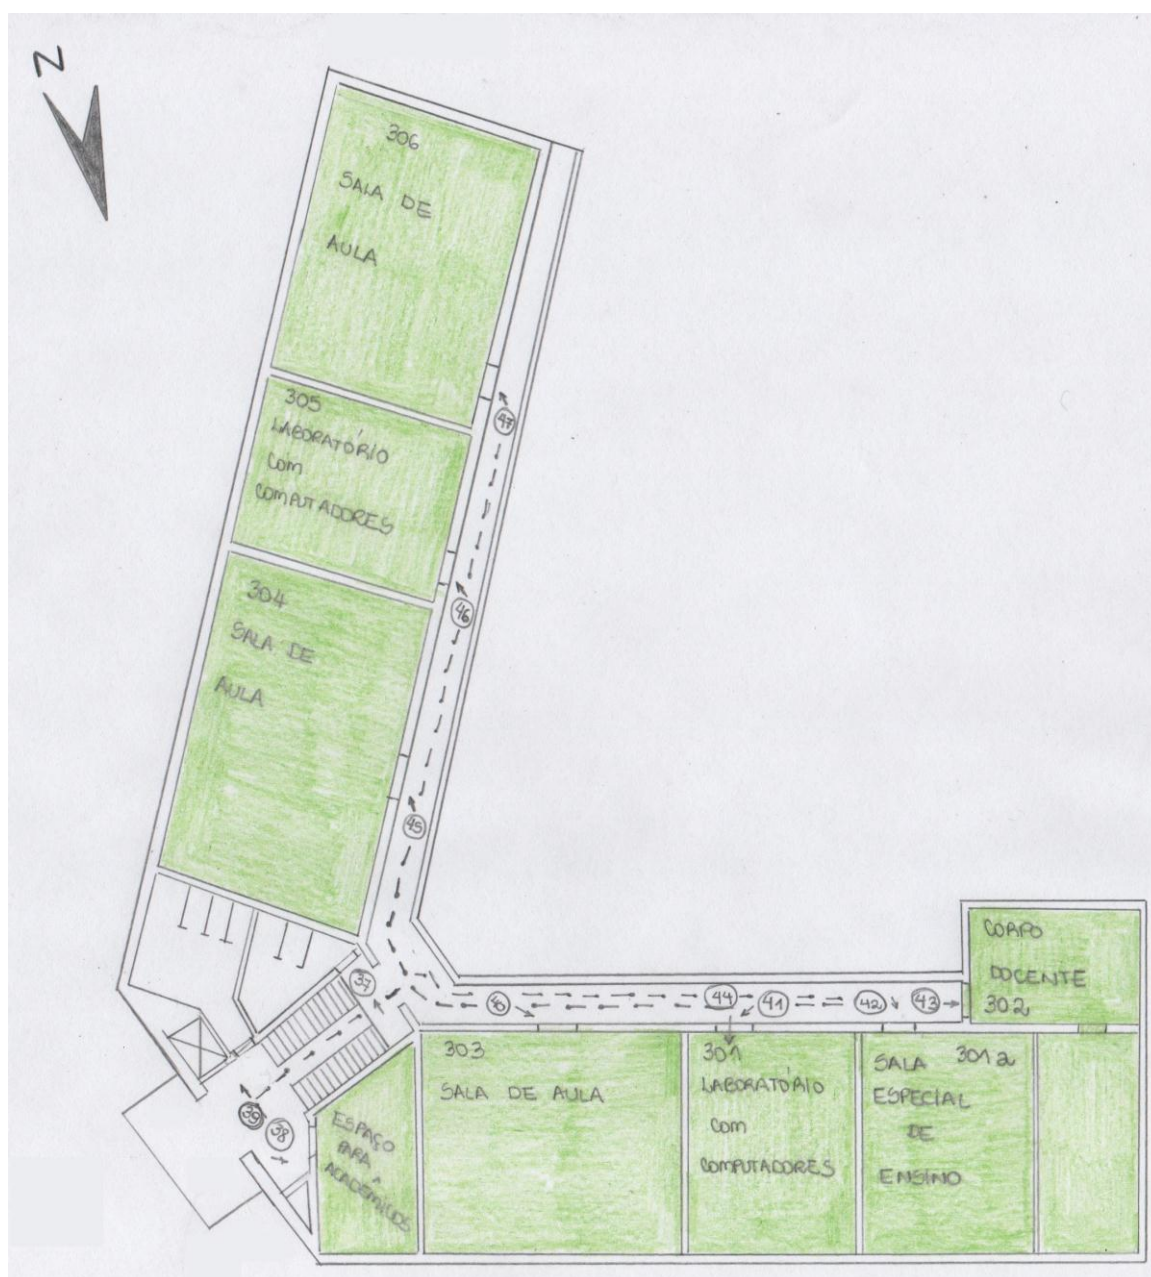 N
306
SALA DE
AULA
305
LABORATÓRIO
COM
COMPUTADORES
47
304
SALA DE
AULA
46
45
37
40
44
41
42
43
CORPO
DOCENTE
302
39
38
ESPAÇO
PARA
ACADÊMICOS
303
SALA DE AULA
301
LABORATÓRIO
COM
COMPUTADORES
SALA 301a
ESPECIAL
DE
ENSINO